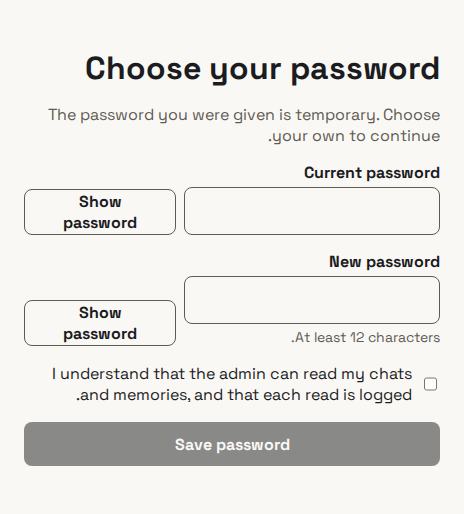 Choose your password
The password you were given is temporary. Choose
your own to continue.
Current password
Show
password
New password
Show
password
At least 12 characters.
I understand that the admin can read my chats
and memories, and that each read is logged.
Save password